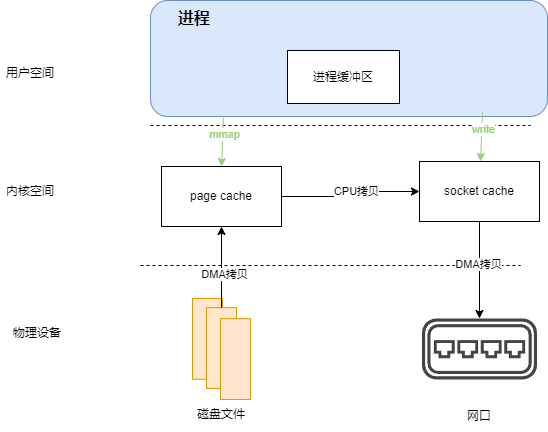 进程
用户空间
进程缓冲区
mmap
write
内核空间
page cache
CPU拷贝
socket cache
DMA拷贝
DMA拷贝
物理设备
磁盘文件
网口